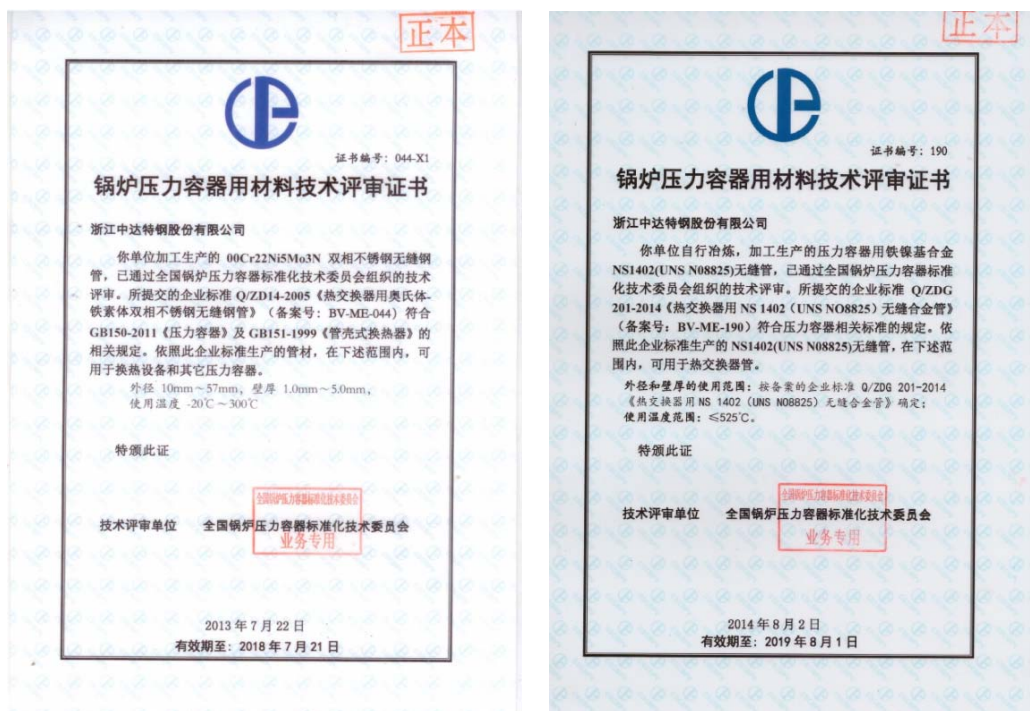 正本
证书编号：044-X1
锅炉压力容器用材料技术评审证书
浙江中达特钢股份有限公司
你单位加工生产的 00Cr22Ni5Mo3N 双相不锈钢无缝钢
管，已通过全国锅炉压力容器标准化技术委员会组织的技术
评审。所提交的企业标准 Q/ZD14-2005《热交换器用奥氏体-
铁素体双相不锈钢无缝钢管》（备案号：BV-ME-044）符合
GB150-2011《压力容器》及 GB151-1999《管壳式换热器》的
相关规定。依照此企业标准生产的管材，在下述范围内，可
用于换热设备和其它压力容器。
外径 10mm～57mm，壁厚 1.0mm～5.0mm，
使用温度 -20℃～300℃
特颁此证
全国锅炉压力容器标准化技术委员会
技术评审单位 全国锅炉压力容器标准化技术委员会
业务专用
2013 年 7 月 22 日
有效期至：2018 年 7 月 21 日
正本
证书编号：190
锅炉压力容器用材料技术评审证书
浙江中达特钢股份有限公司
你单位自行冶炼，加工生产的压力容器用铁镍基合金
NS1402(UNS N08825)无缝管，已通过全国锅炉压力容器标准
化技术委员会组织的技术评审。所提交的企业标准 Q/ZDG
201-2014《热交换器用 NS 1402（UNS NO8825）无缝合金管》
（备案号：BV-ME-190）符合压力容器相关标准的规定。依
照此企业标准生产的 NS1402(UNS N08825)无缝管，在下述范
围内，可用于热交换器管。
外径和壁厚的使用范围：按备案的企业标准 Q/ZDG 201-2014
《热交换器用 NS 1402（UNS N08825）无缝合金管》确定；
使用温度范围：≤525℃。
特颁此证
全国锅炉压力容器标准化技术委员会
技术评审单位 全国锅炉压力容器标准化技术委员会
业务专用
2014 年 8 月 2 日
有效期至：2019 年 8 月 1 日